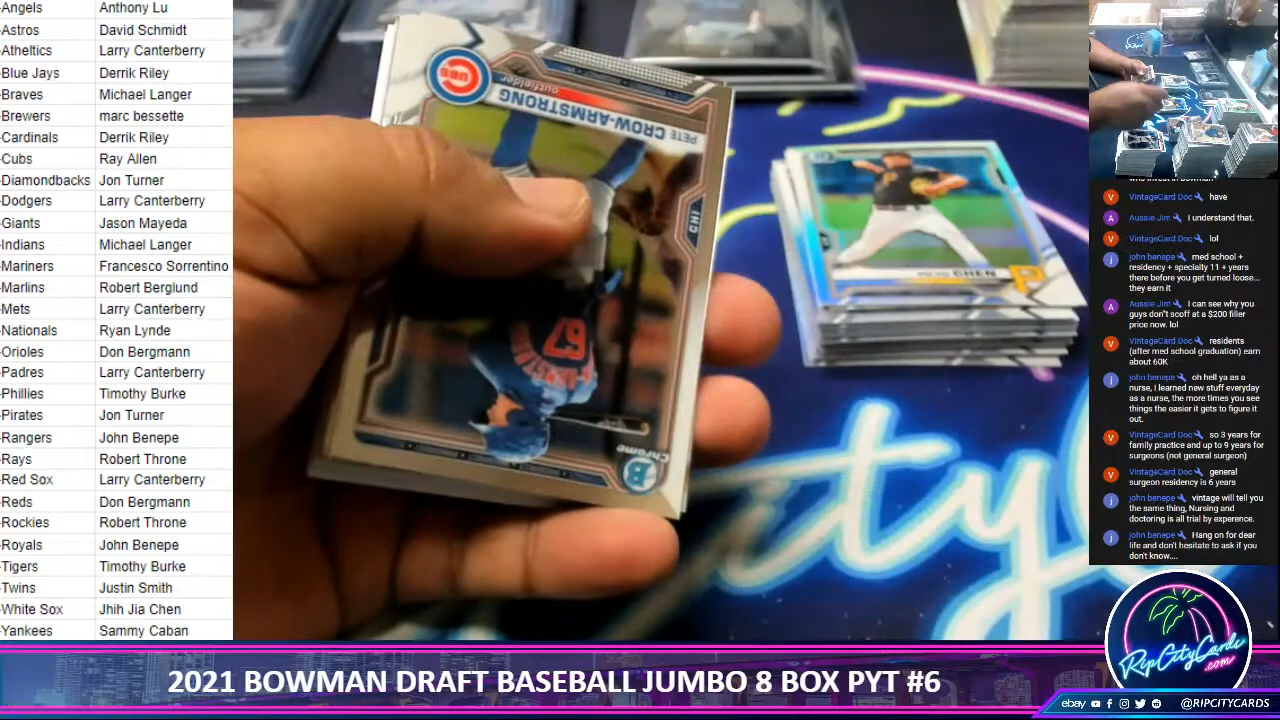 -Angels Anthony Lu
-Astros David Schmidt
-Atheltics Larry Canterberry
-Blue Jays Derrik Riley
-Braves Michael Langer
-Brewers marc bessette
-Cardinals Derrik Riley
-Cubs Ray Allen
-Diamondbacks Jon Turner
-Dodgers Larry Canterberry
-Giants Jason Mayeda
-Indians Michael Langer
-Mariners Francesco Sorrentino
-Marlins Robert Berglund
-Mets Larry Canterberry
-Nationals Ryan Lynde
-Orioles Don Bergmann
-Padres Larry Canterberry
-Phillies Timothy Burke
-Pirates Jon Turner
-Rangers John Benepe
-Rays Robert Throne
-Red Sox Larry Canterberry
-Reds Don Bergmann
-Rockies Robert Throne
-Royals John Benepe
-Tigers Timothy Burke
-Twins Justin Smith
-White Sox Jhih Jia Chen
-Yankees Sammy Caban
CUBS
outfielder
PETE CROW-ARMSTRONG
CHI
67
Chrome
B
CHEN
P
V VintageCard Doc have
A Aussie Jim I understand that.
V VintageCard Doc lol
j john benepe med school +
residency + specialty 11 + years
there before you get turned loose...
they earn it
A Aussie Jim I can see why you
guys don"t scoff at a $200 filler
price now. lol
V VintageCard Doc residents
(after med school graduation) earn
about 60K
j john benepe oh hell ya as a
nurse, I learned new stuff everyday
as a nurse, the more times you see
things the easier it gets to figure it
out.
V VintageCard Doc so 3 years for
family practice and up to 9 years for
surgeons (not general surgeon)
V VintageCard Doc general
surgeon residency is 6 years
j john benepe vintage will tell you
the same thing, Nursing and
doctoring is all trial by experence.
j john benepe Hang on for dear
life and don't hesitate to ask if you
don't know....
RipCityCards
.com
2021 BOWMAN DRAFT BASEBALL JUMBO 8 BOX PYT #6
ebay @RIPCITYCARDS